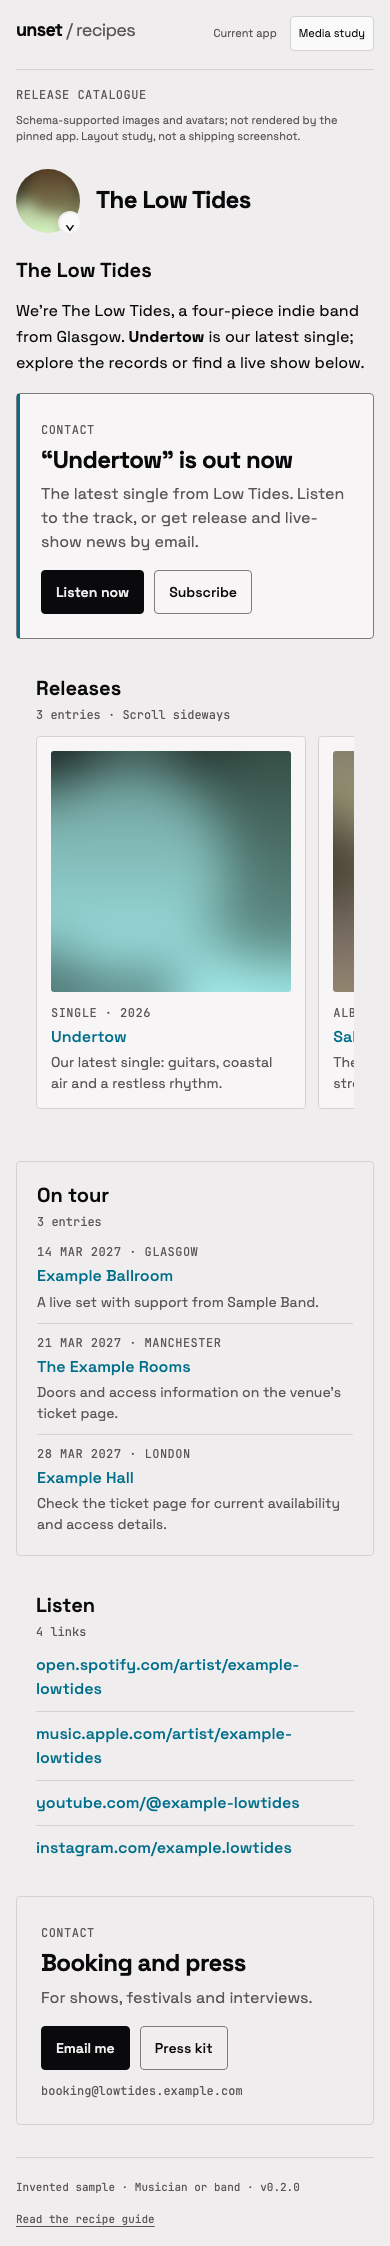 unset / recipes
Current app
Media study
RELEASE CATALOGUE
Schema-supported images and avatars; not rendered by the
pinned app. Layout study, not a shipping screenshot.
The Low Tides
The Low Tides
We’re The Low Tides, a four-piece indie band
from Glasgow. Undertow is our latest single;
explore the records or find a live show below.
CONTACT
“Undertow” is out now
The latest single from Low Tides. Listen
to the track, or get release and live-
show news by email.
Listen now
Subscribe
Releases
3 entries · Scroll sideways
SINGLE · 2026
Undertow
Our latest single: guitars, coastal
air and a restless rhythm.
ALB
The
On tour
3 entries
14 MAR 2027 · GLASGOW
Example Ballroom
A live set with support from Sample Band.
21 MAR 2027 · MANCHESTER
The Example Rooms
Doors and access information on the venue’s
ticket page.
28 MAR 2027 · LONDON
Example Hall
Check the ticket page for current availability
and access details.
Listen
4 links
open.spotify.com/artist/example-
lowtides
music.apple.com/artist/example-
lowtides
youtube.com/@example-lowtides
instagram.com/example.lowtides
CONTACT
Booking and press
For shows, festivals and interviews.
Email me
Press kit
booking@lowtides.example.com
Invented sample · Musician or band · v0.2.0
Read the recipe guide